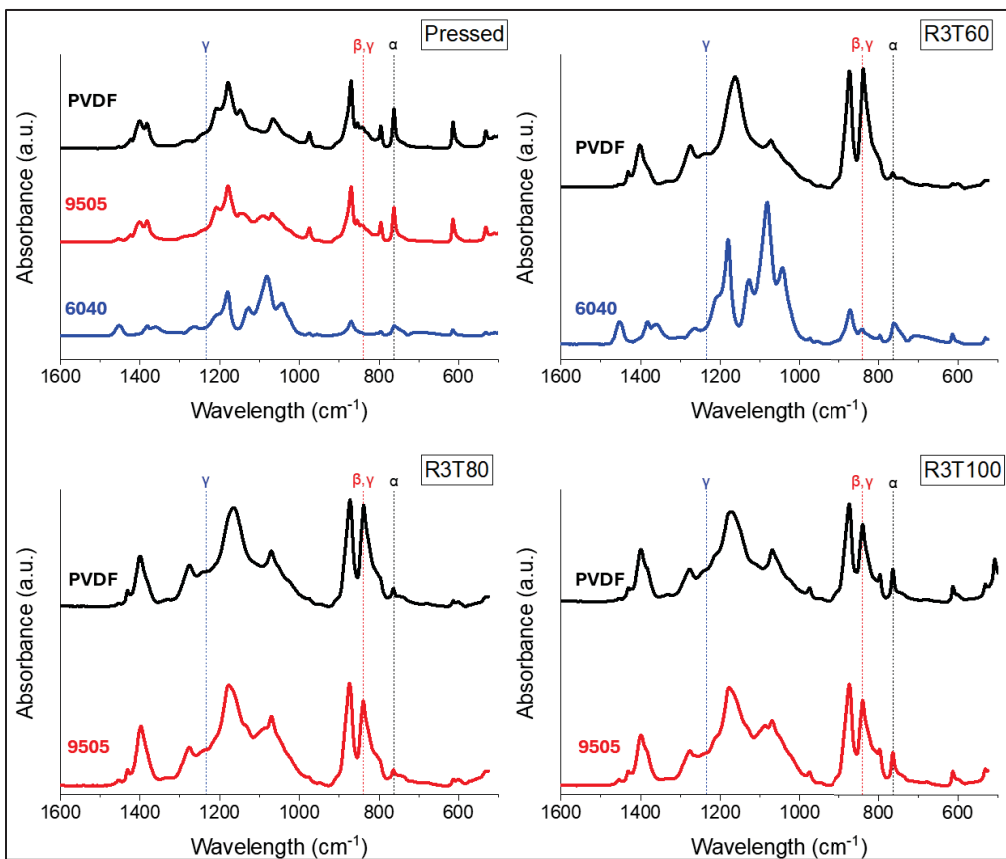 Pressed
γ
β,γ
α
PVDF
9505
6040
Absorbance (a.u.)
1600 1400 1200 1000 800 600
Wavelength (cm-1)
R3T60
γ
β,γ
α
PVDF
6040
Absorbance (a.u.)
1600 1400 1200 1000 800 600
Wavelength (cm-1)
R3T80
γ
β,γ
α
PVDF
9505
Absorbance (a.u.)
1600 1400 1200 1000 800 600
Wavelength (cm-1)
R3T100
γ
β,γ
α
PVDF
9505
Absorbance (a.u.)
1600 1400 1200 1000 800 600
Wavelength (cm-1)